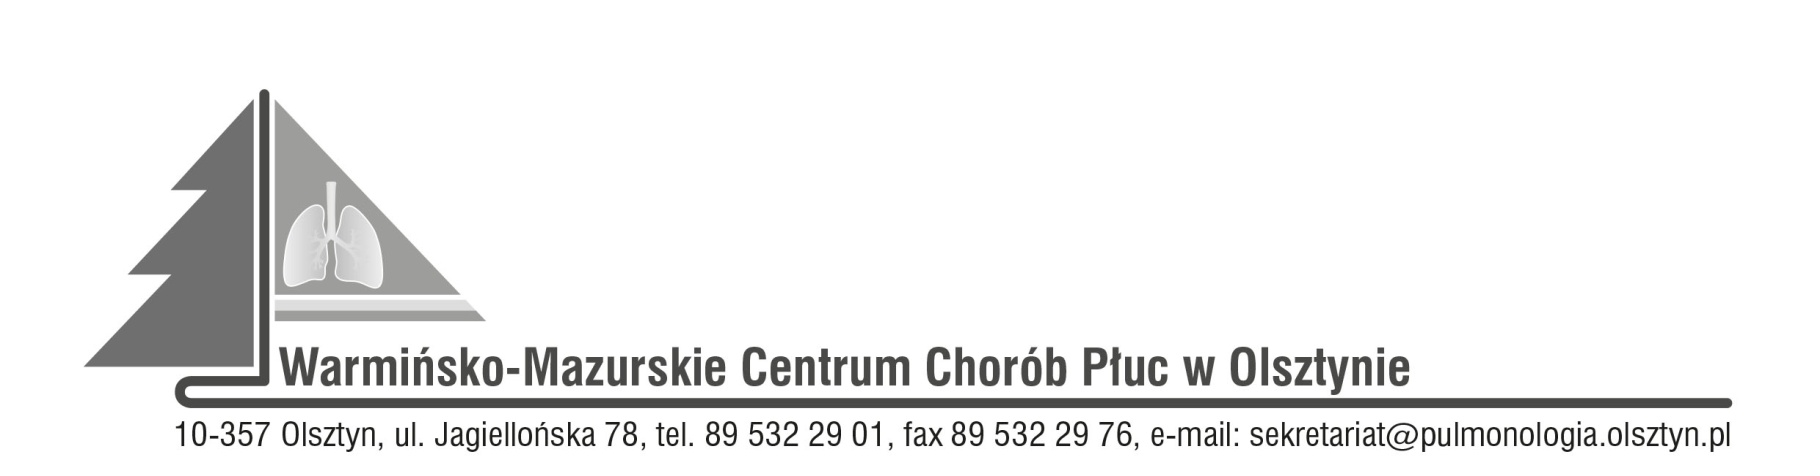 Warmińsko-Mazurskie Centrum Chorób Płuc w Olsztynie
10-357 Olsztyn, ul. Jagiellońska 78, tel. 89 532 29 01, fax 89 532 29 76, e-mail: sekretariat@pulmonologia.olsztyn.pl